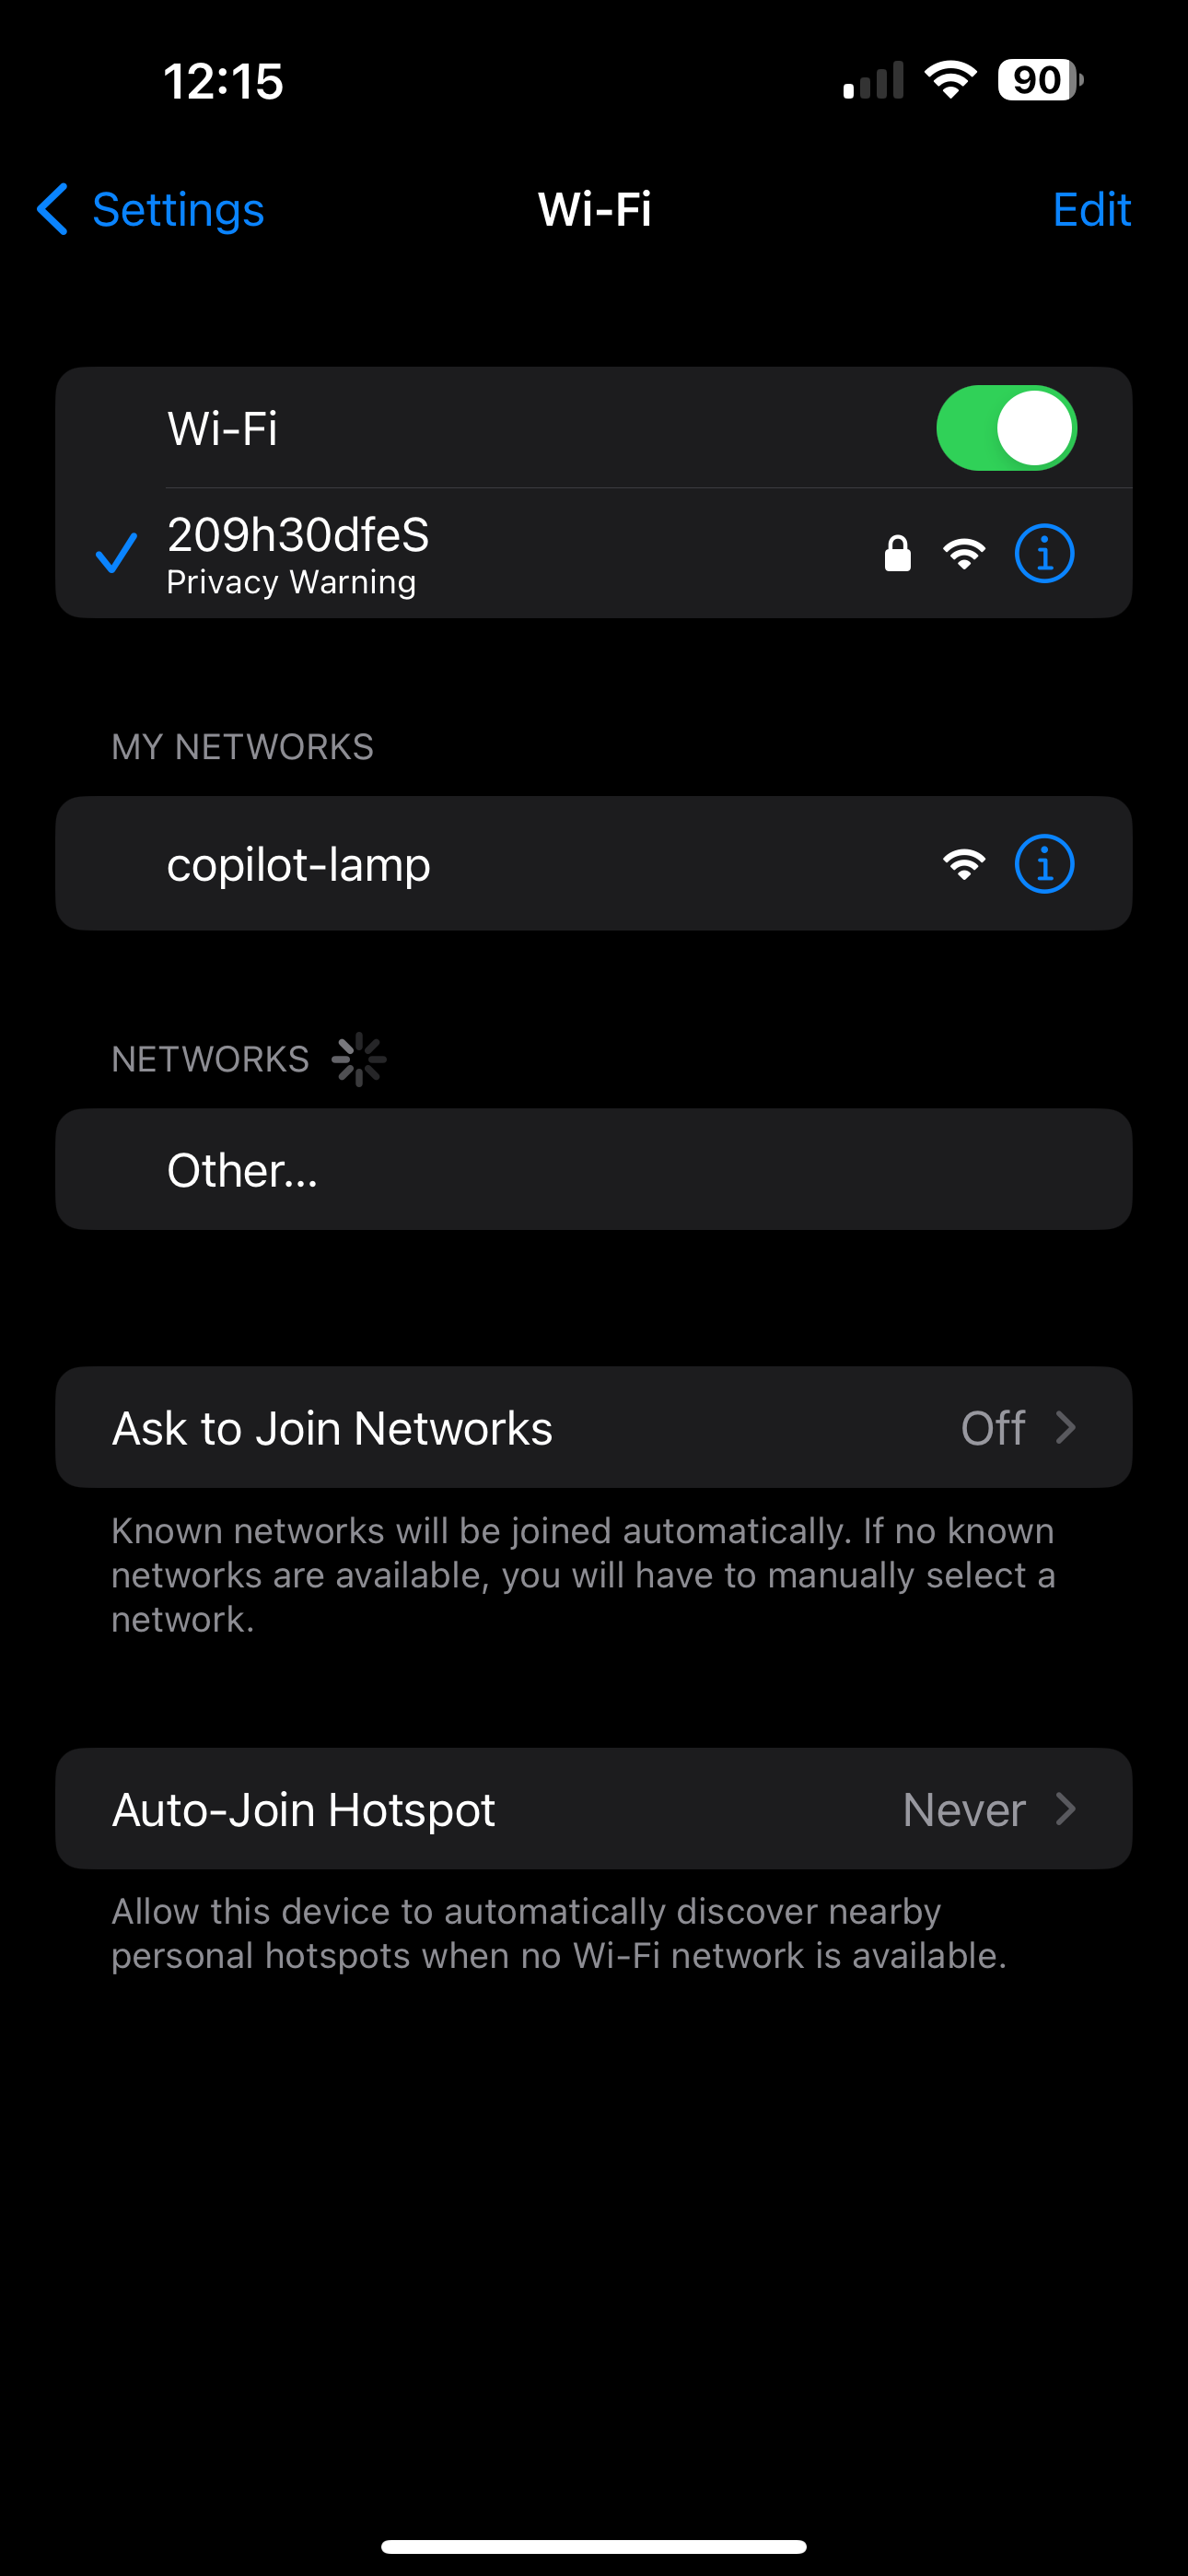 12:15
90
Settings
Wi-Fi
Edit
Wi-Fi
209h30dfeS
Privacy Warning
MY NETWORKS
copilot-lamp
NETWORKS
Other...
Ask to Join Networks
Off
Known networks will be joined automatically. If no known
networks are available, you will have to manually select a
network.
Auto-Join Hotspot
Never
Allow this device to automatically discover nearby
personal hotspots when no Wi-Fi network is available.